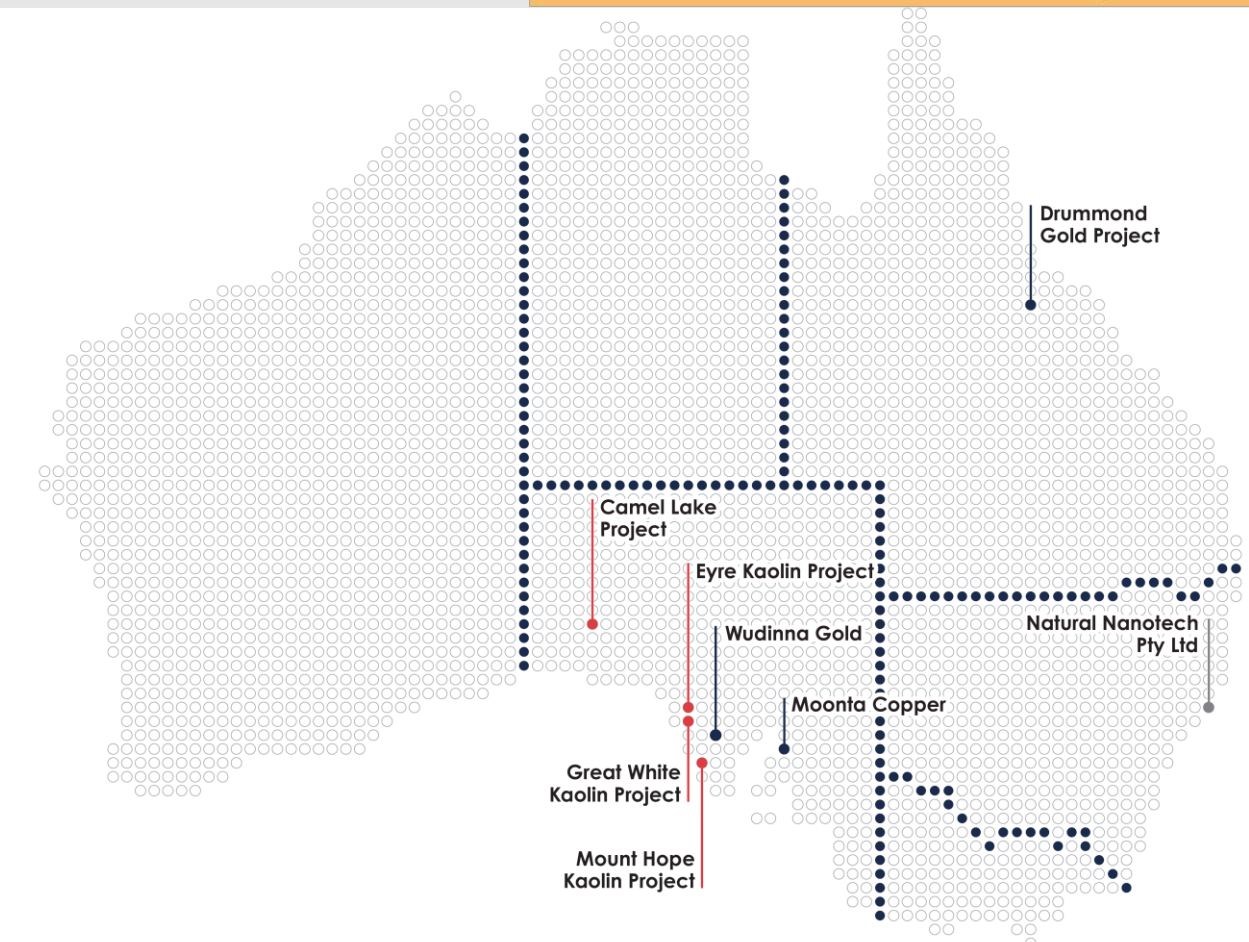 Drummond
Gold Project
Camel Lake
Project
Eyre Kaolin Project
Natural Nanotech
Pty Ltd
Wudinna Gold
Moonta Copper
Great White
Kaolin Project
Mount Hope
Kaolin Project